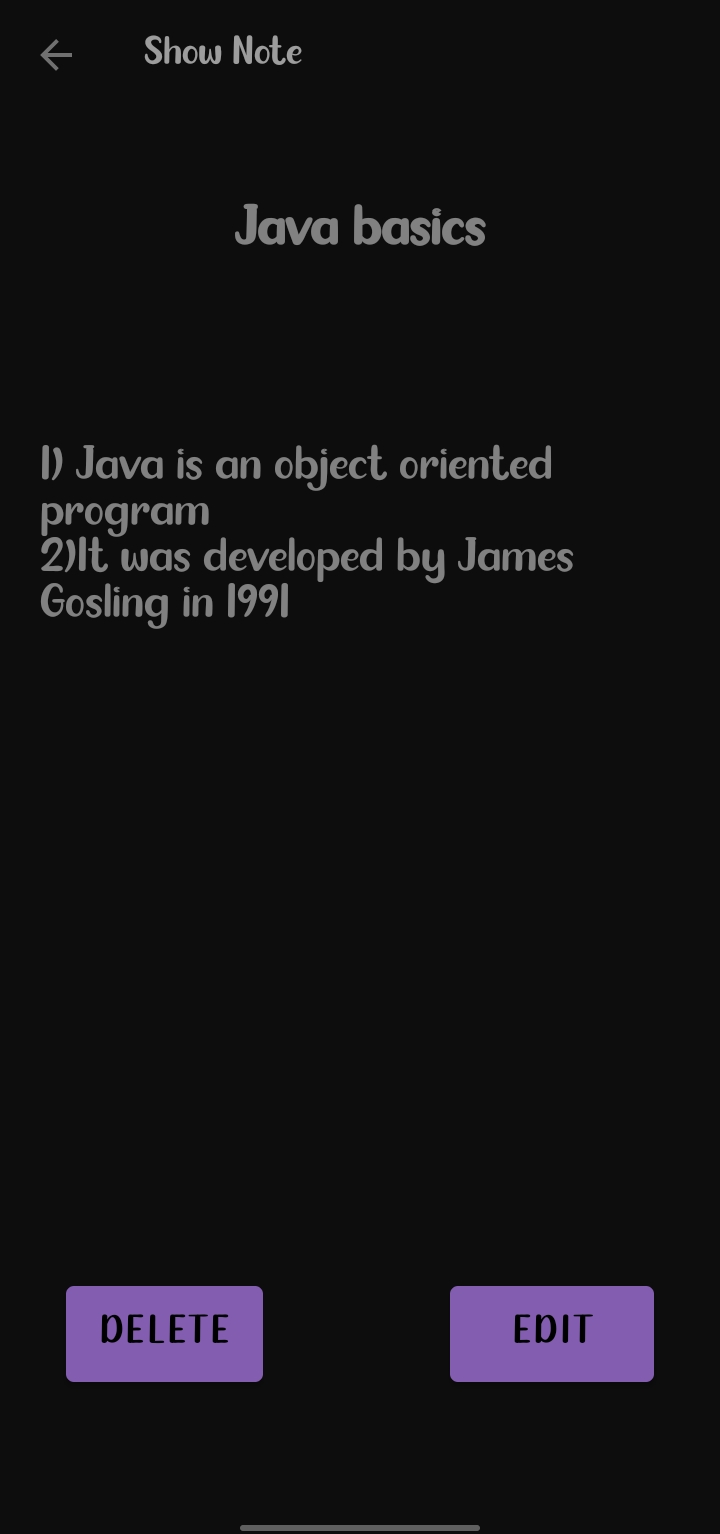 Show Note
Java basics
1) Java is an object oriented
program
2)It was developed by James
Gosling in 1991
DELETE
EDIT